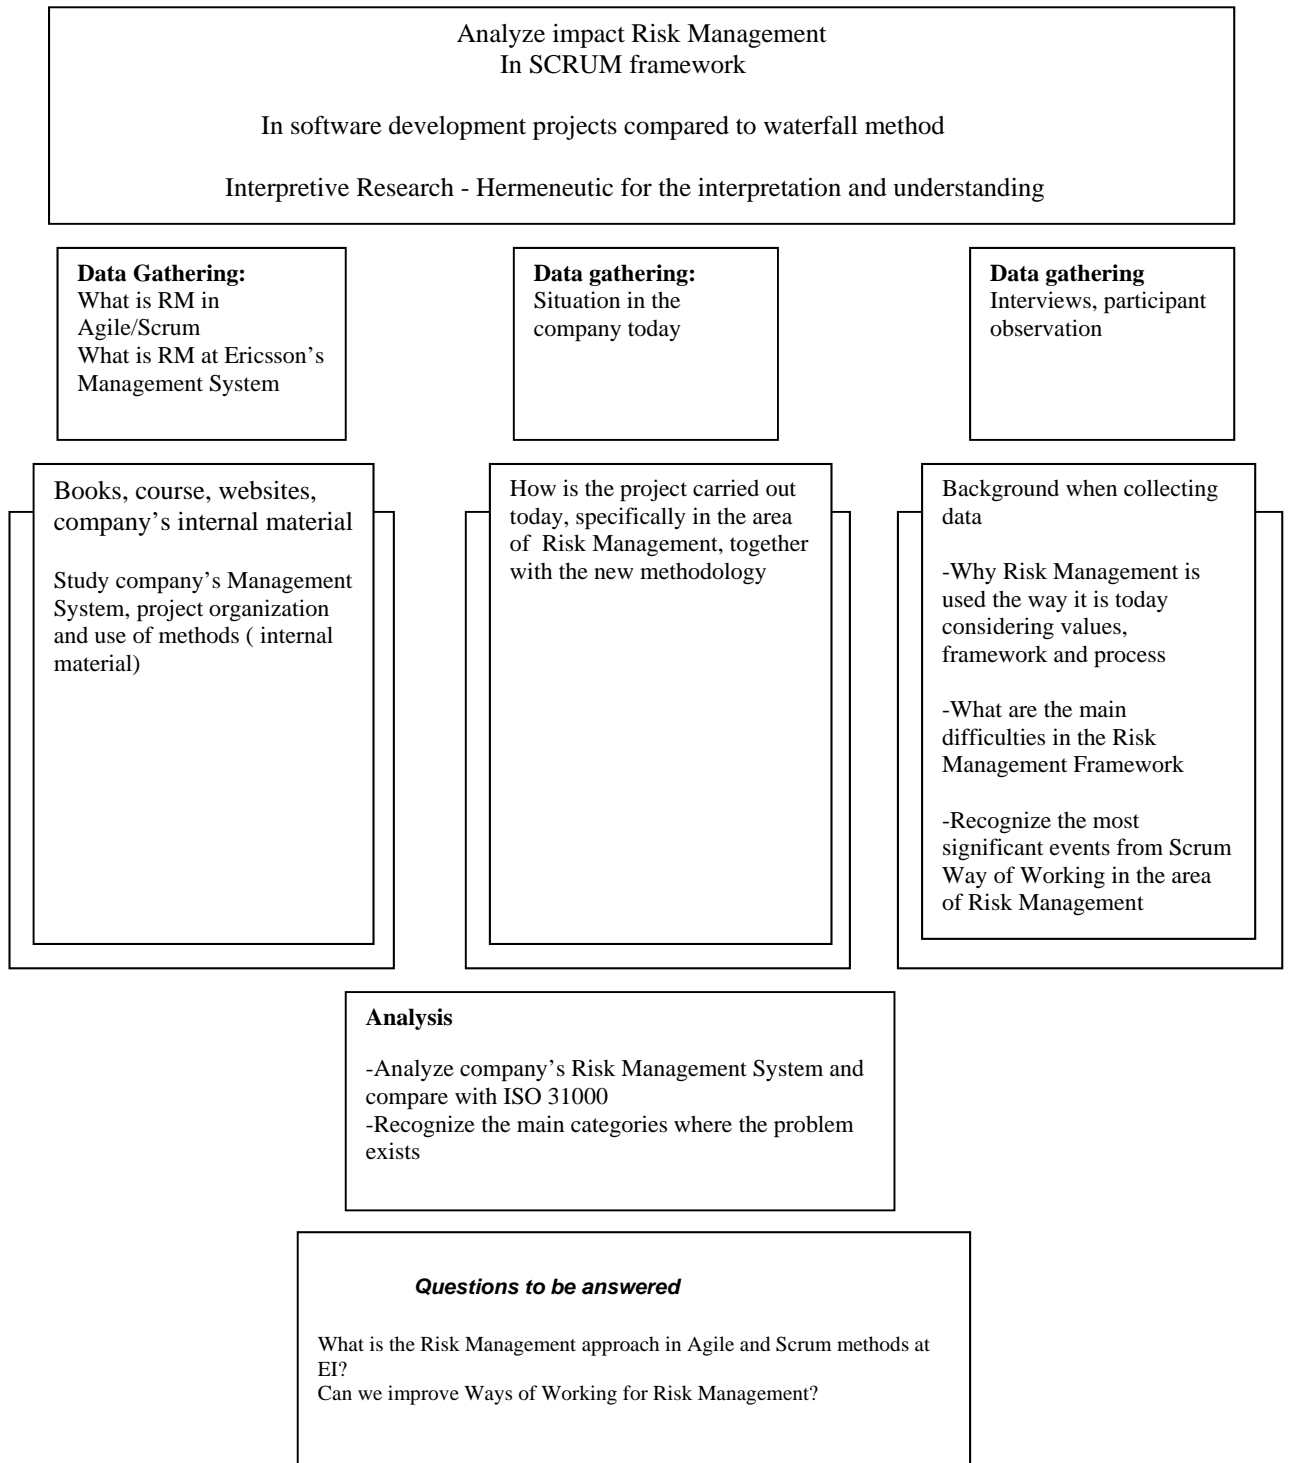 Analyze impact Risk Management
In SCRUM framework
In software development projects compared to waterfall method
Interpretive Research - Hermeneutic for the interpretation and understanding
Data Gathering:
What is RM in
Agile/Scrum
What is RM at Ericsson’s
Management System
Data gathering:
Situation in the
company today
Data gathering
Interviews, participant
observation
Books, course, websites,
company’s internal material
Study company’s Management
System, project organization
and use of methods ( internal
material)
How is the project carried out
today, specifically in the area
of Risk Management, together
with the new methodology
Background when collecting
data
-Why Risk Management is
used the way it is today
considering values,
framework and process
-What are the main
difficulties in the Risk
Management Framework
-Recognize the most
significant events from Scrum
Way of Working in the area
of Risk Management
Analysis
-Analyze company’s Risk Management System and
compare with ISO 31000
-Recognize the main categories where the problem
exists
Questions to be answered
What is the Risk Management approach in Agile and Scrum methods at
EI?
Can we improve Ways of Working for Risk Management?